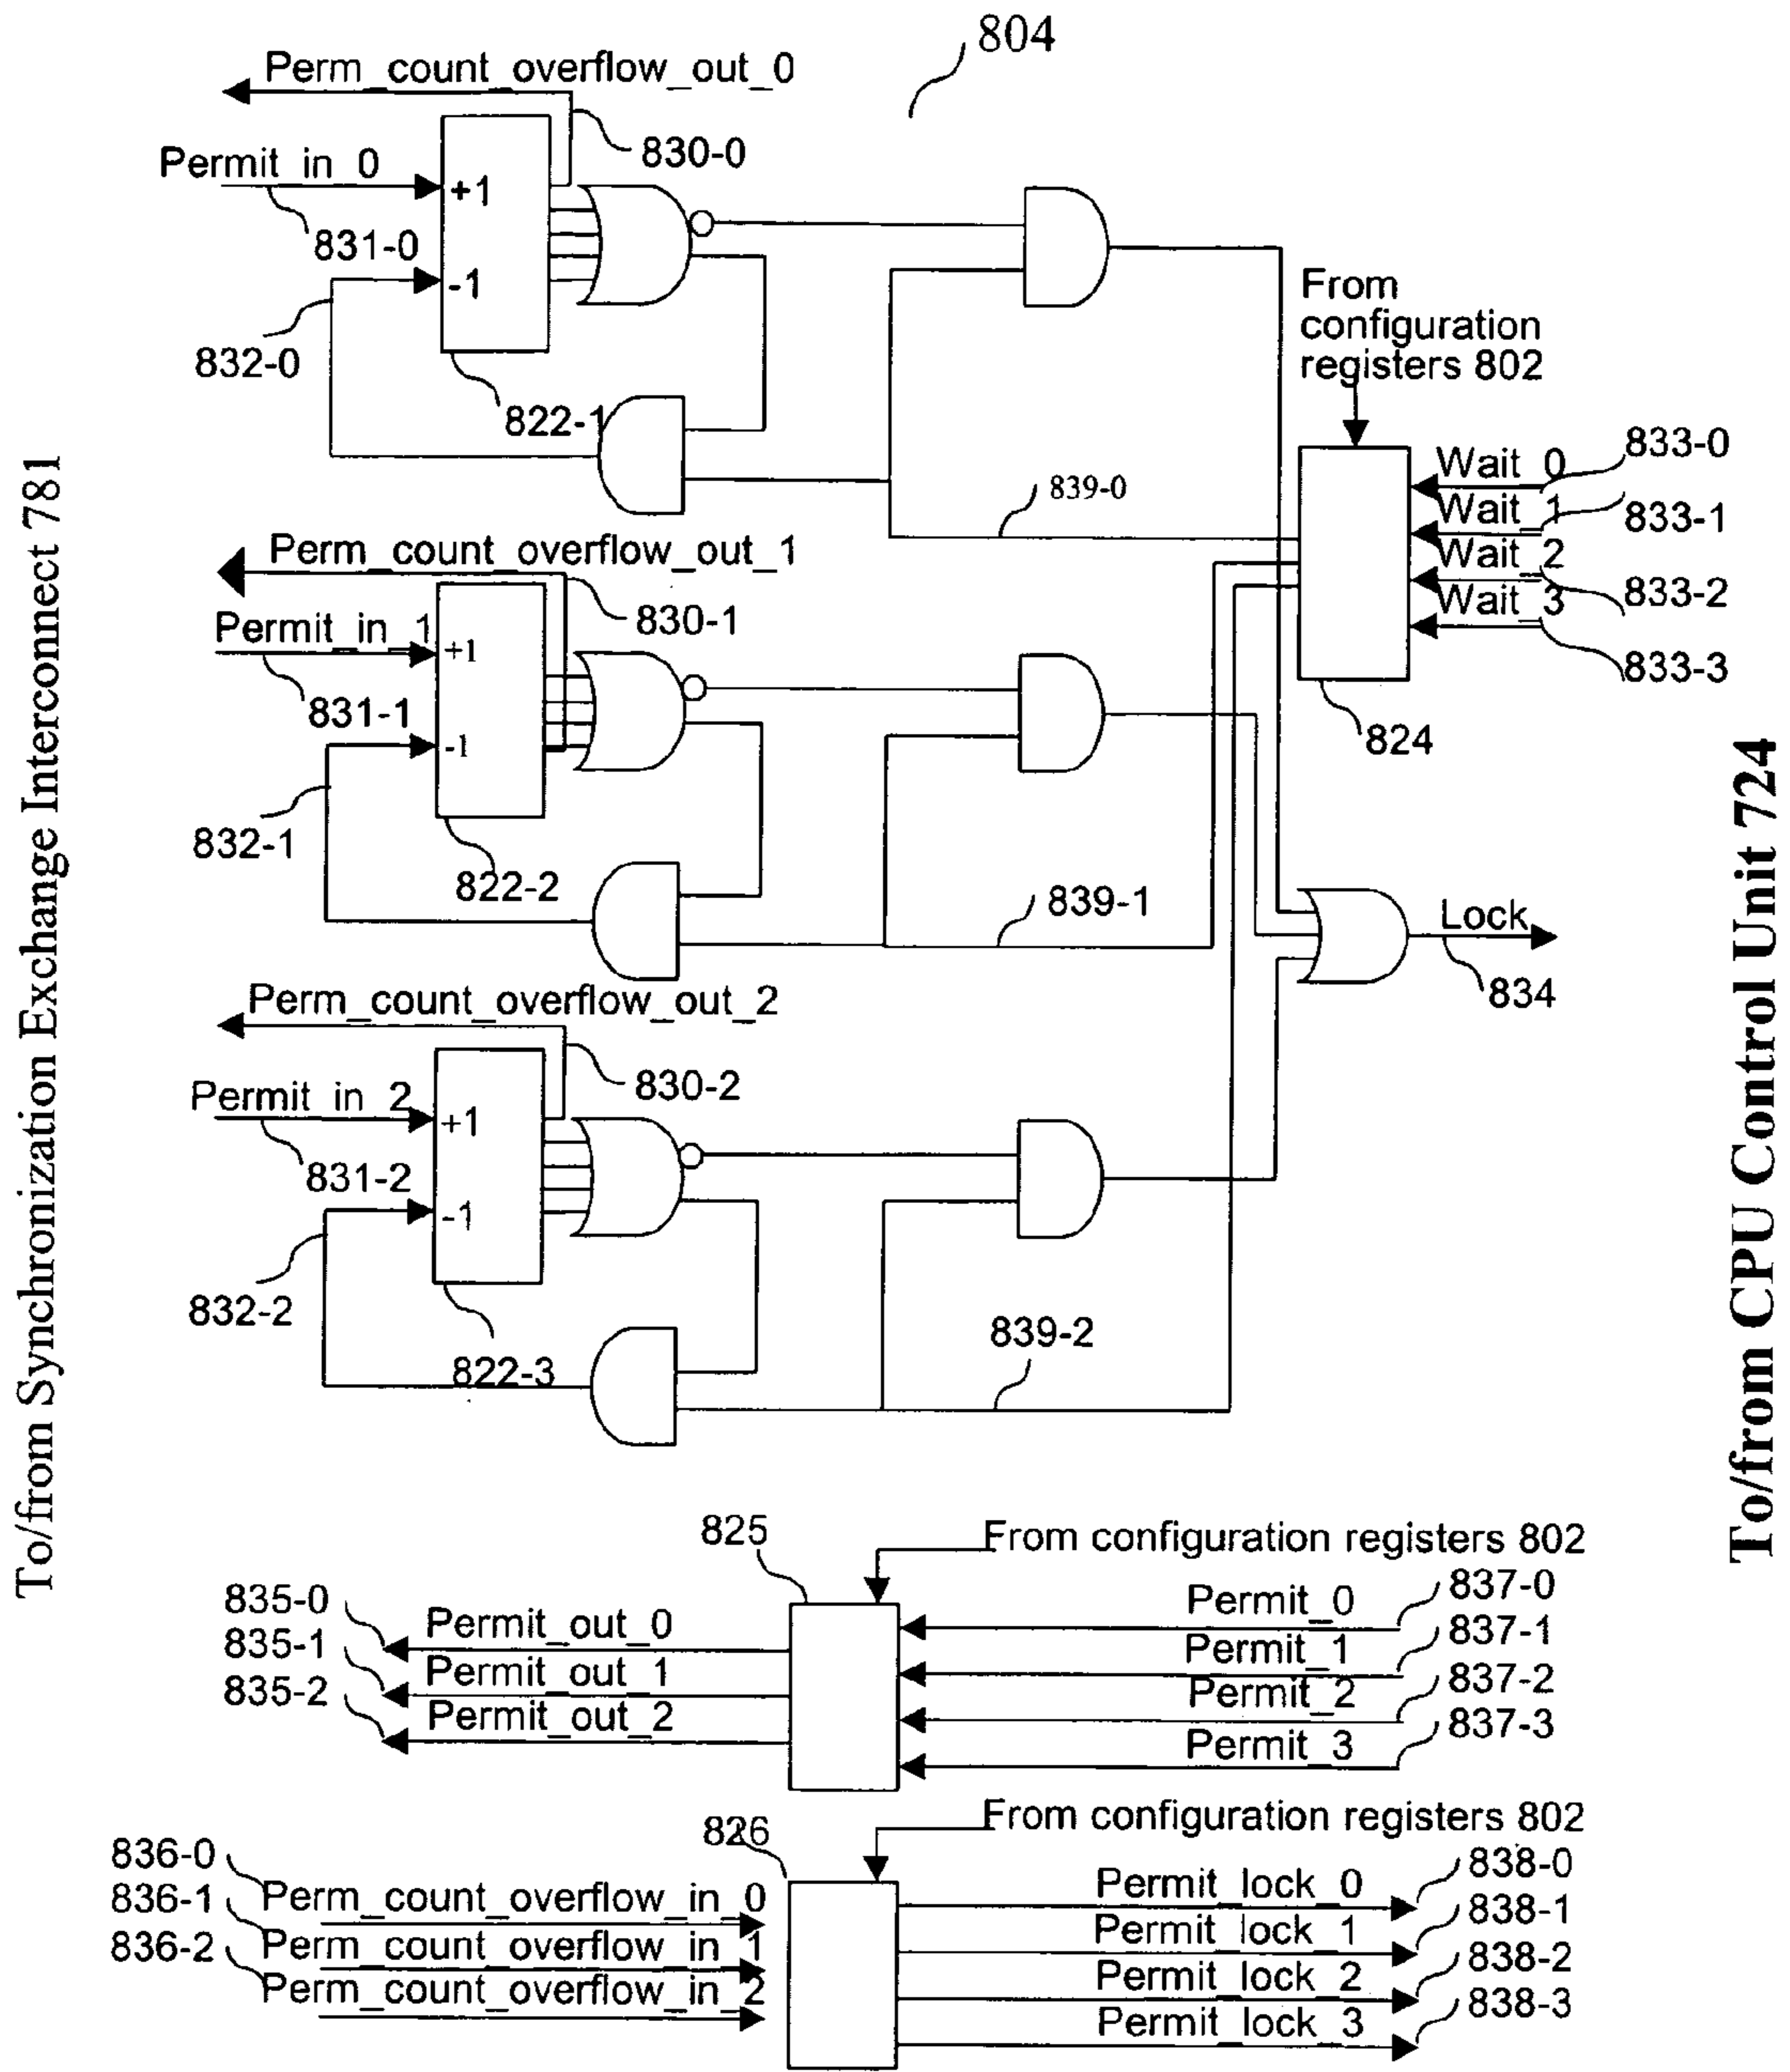 804
Perm_count_overflow_out_0
830-0
Permit_in_0
+1
831-0
-1
832-0
822-1
From
configuration
registers 802
Wait_0
833-0
Wait_1
833-1
Wait_2
833-2
Wait_3
833-3
824
839-0
Perm_count_overflow_out_1
830-1
Permit_in_1
+1
831-1
-1
832-1
822-2
839-1
Lock
834
Perm_count_overflow_out_2
830-2
Permit_in_2
+1
831-2
-1
832-2
822-3
839-2
To/from Synchronization Exchange Interconnect 781
To/from CPU Control Unit 724
825
From configuration registers 802
835-0
Permit_out_0
835-1
Permit_out_1
835-2
Permit_out_2
Permit_0
837-0
Permit_1
837-1
Permit_2
837-2
Permit_3
837-3
826
From configuration registers 802
836-0
Perm_count_overflow_in_0
836-1
Perm_count_overflow_in_1
836-2
Perm_count_overflow_in_2
Permit_lock_0
838-0
Permit_lock_1
838-1
Permit_lock_2
838-2
Permit_lock_3
838-3